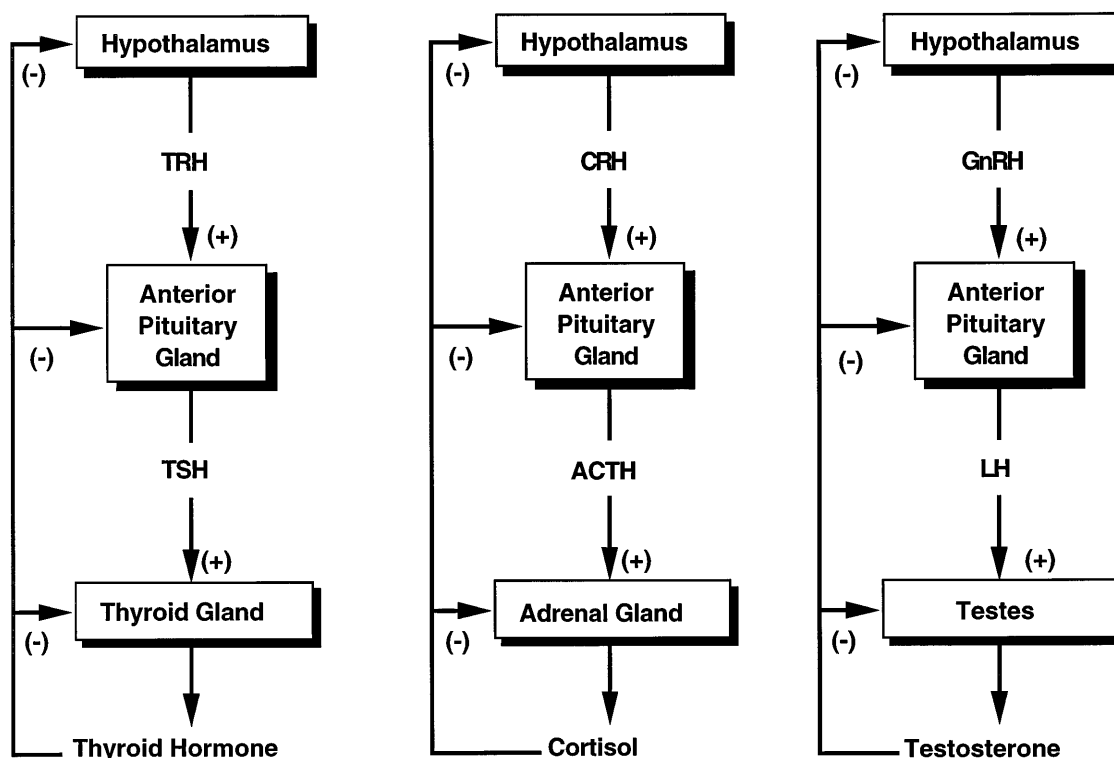 Hypothalamus
(-)
TRH
(+)
Anterior
Pituitary
Gland
(-)
TSH
(+)
Thyroid Gland
(-)
Thyroid Hormone
Hypothalamus
(-)
CRH
(+)
Anterior
Pituitary
Gland
(-)
ACTH
(+)
Adrenal Gland
(-)
Cortisol
Hypothalamus
(-)
GnRH
(+)
Anterior
Pituitary
Gland
(-)
LH
(+)
Testes
(-)
Testosterone